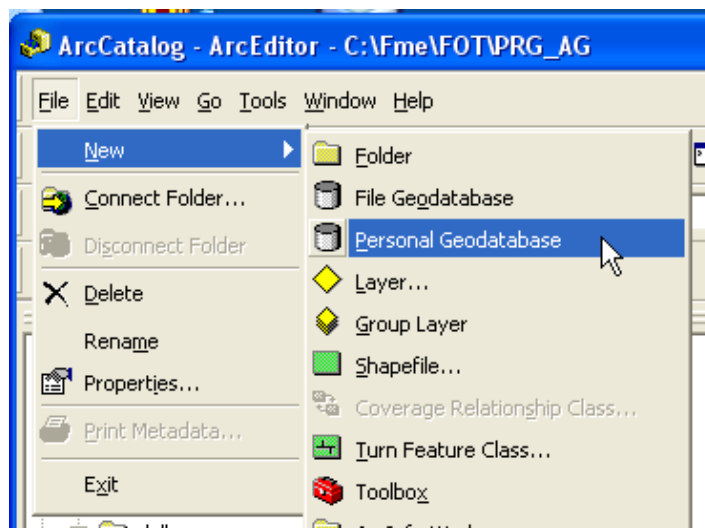 ArcCatalog - ArcEditor - C:\Fme\FOT\PRG_AG
File Edit View Go Tools Window Help
New
Connect Folder...
Disconnect Folder
Delete
Rename
Properties...
Print Metadata...
Exit
Folder
File Geodatabase
Personal Geodatabase
Layer...
Group Layer
Shapefile...
Coverage Relationship Class...
Turn Feature Class...
Toolbox